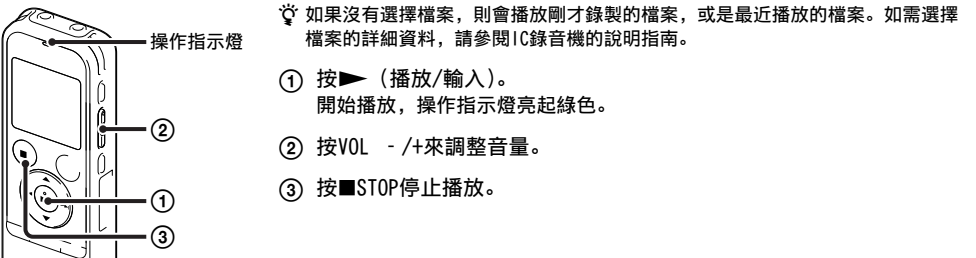 如果沒有選擇檔案，則會播放剛才錄製的檔案，或是最近播放的檔案。如需選擇
檔案的詳細資料，請參閱IC錄音機的說明指南。
操作指示燈
① 按▶（播放/輸入）。
開始播放，操作指示燈亮起綠色。
② 按VOL -/+來調整音量。
③ 按■STOP停止播放。
②
①
③